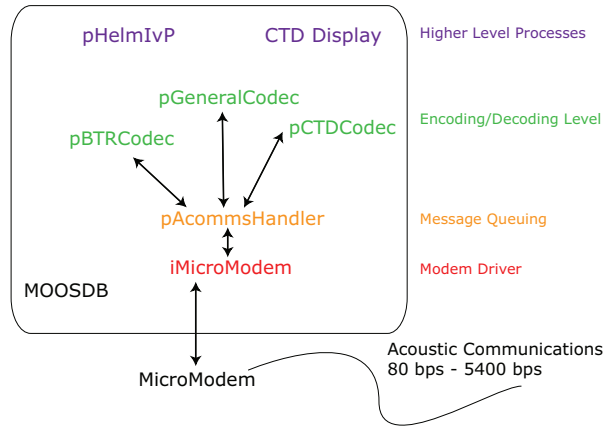 pHelmIvP
CTD Display
Higher Level Processes
pGeneralCodec
pBTRCodec
pCTDCodec
Encoding/Decoding Level
pAcommsHandler
Message Queuing
iMicroModem
Modem Driver
MOOSDB
MicroModem
Acoustic Communications
80 bps - 5400 bps